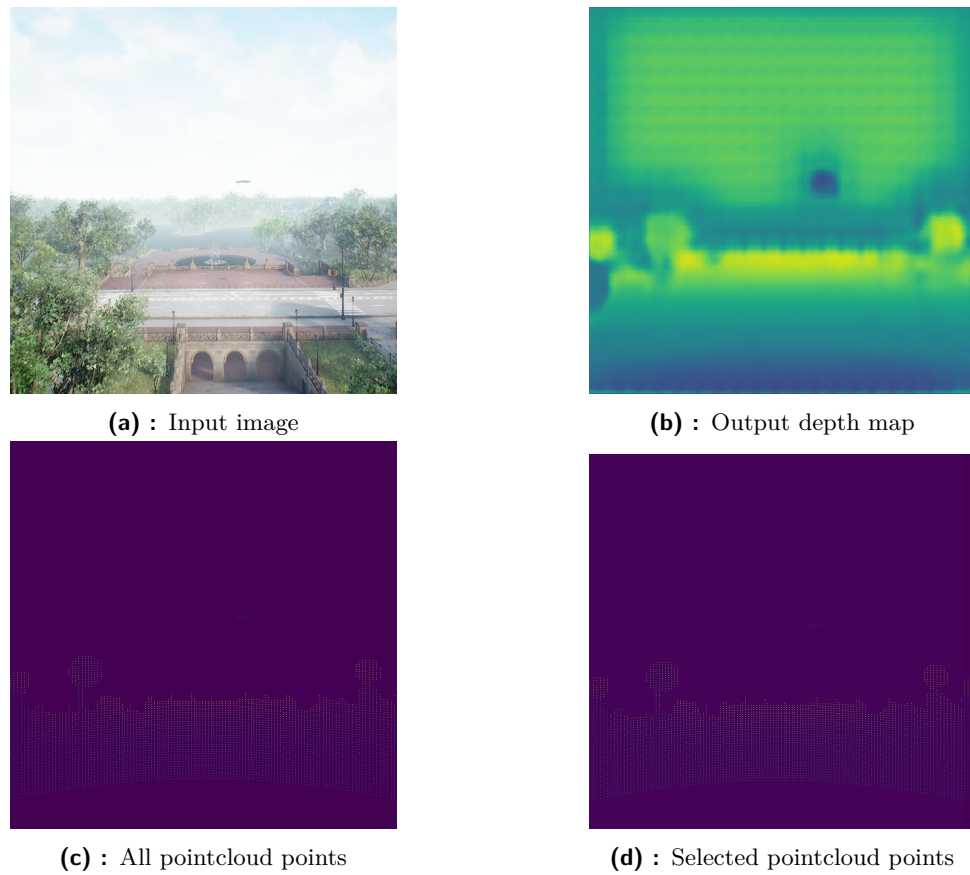 (a) : Input image
(b) : Output depth map
(c) : All pointcloud points
(d) : Selected pointcloud points